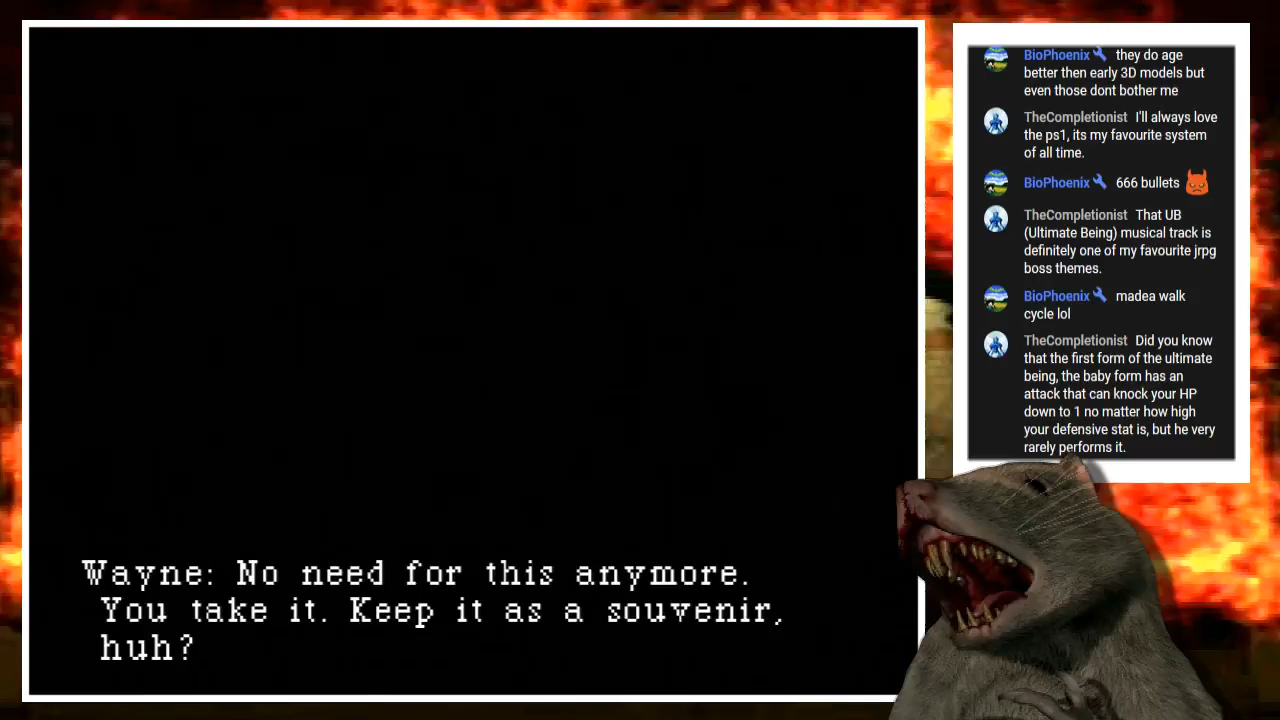 Wayne: No need for this anymore.
You take it. Keep it as a souvenir,
huh?
BioPhoenix they do age
better then early 3D models but
even those dont bother me
TheCompletionist I'll always love
the ps1, its my favourite system
of all time.
BioPhoenix 666 bullets
TheCompletionist That UB
(Ultimate Being) musical track is
definitely one of my favourite jrpg
boss themes.
BioPhoenix madea walk
cycle lol
TheCompletionist Did you know
that the first form of the ultimate
being, the baby form has an
attack that can knock your HP
down to 1 no matter how high
your defensive stat is, but he very
rarely performs it.